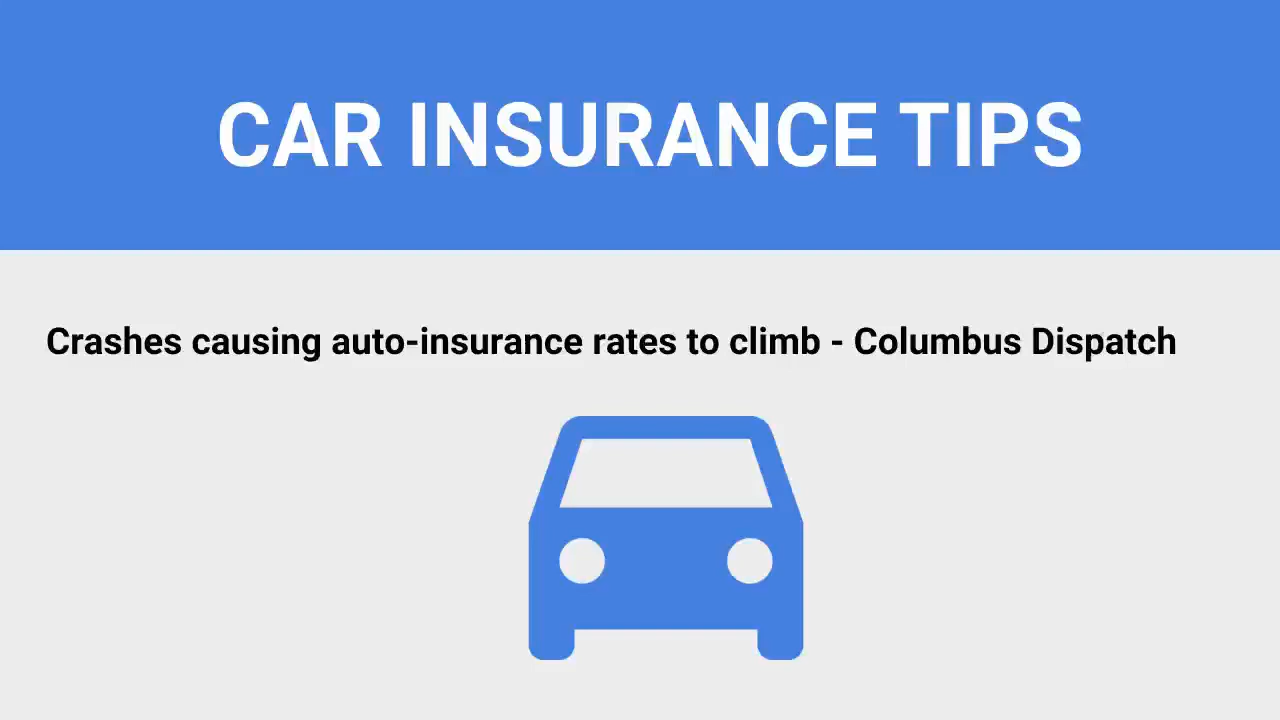 CAR INSURANCE TIPS
Crashes causing auto-insurance rates to climb - Columbus Dispatch